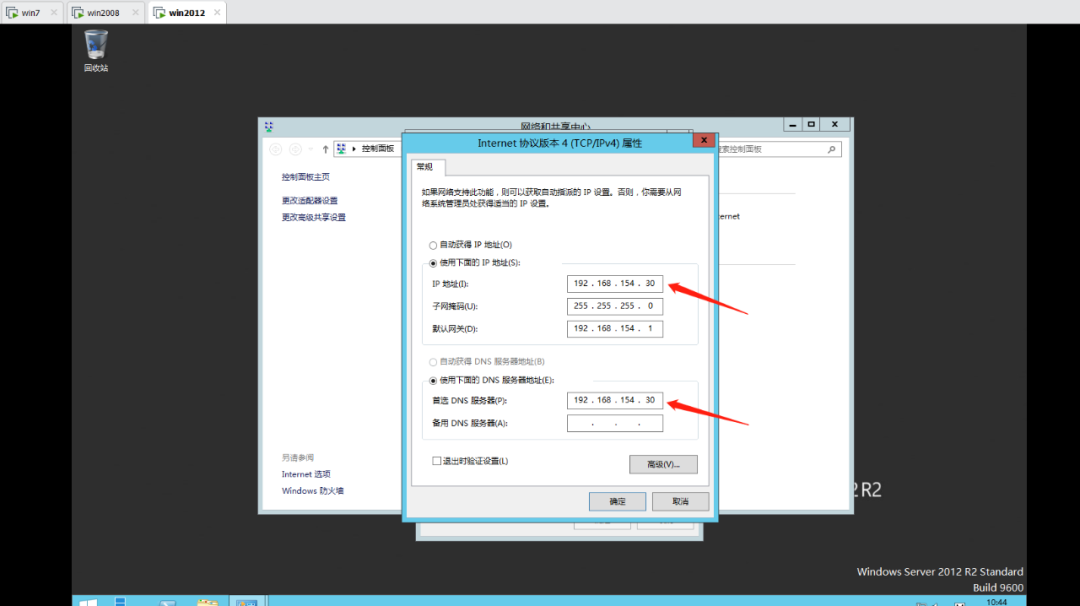 win7
win2008
win2012
回收站
网络和共享中心
控制面板
搜索控制面板
控制面板主页
更改适配器设置
更改高级共享设置
ernet
另请参阅
Internet 选项
Windows 防火墙
Internet 协议版本 4 (TCP/IPv4) 属性
常规
如果网络支持此功能，则可以获取自动指派的 IP 设置。否则，你需要从网
络系统管理员处获得适当的 IP 设置。
自动获得 IP 地址(O)
使用下面的 IP 地址(S):
IP 地址(I):
192 . 168 . 154 . 30
子网掩码(U):
255 . 255 . 255 . 0
默认网关(D):
192 . 168 . 154 . 1
自动获得 DNS 服务器地址(B)
使用下面的 DNS 服务器地址(E):
首选 DNS 服务器(P):
192 . 168 . 154 . 30
备用 DNS 服务器(A):
. . .
退出时验证设置(L)
高级(V)...
确定
取消
2 R2
Windows Server 2012 R2 Standard
Build 9600
10:44